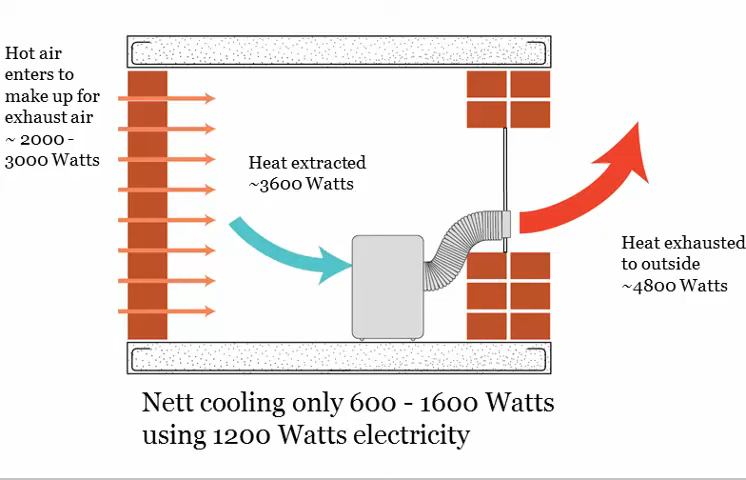 Hot air
enters to
make up for
exhaust air
~ 2000 -
3000 Watts
Heat extracted
~3600 Watts
Heat exhausted
to outside
~4800 Watts
Nett cooling only 600 - 1600 Watts
using 1200 Watts electricity